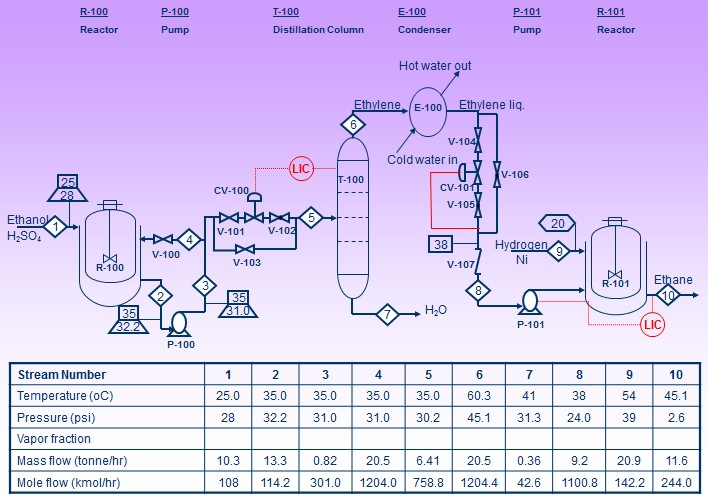 R-100 P-100 T-100 E-100 P-101 R-101
Reactor Pump Distillation Column Condenser Pump Reactor
Hot water out
Ethylene E-100 Ethylene liq.
6
V-104
Cold water in
LIC
T-100
CV-100
CV-101
V-106
25
28
V-105
Ethanol 1
H₂SO₄
V-101 V-102 5
4
V-100
V-103
20
38
Hydrogen 9
Ni
V-107
R-100
R-101
2
3
8
Ethane
10
35
31.0
35
32.2
P-100
7 H₂O
P-101
LIC
Stream Number 1 2 3 4 5 6 7 8 9 10
Temperature (oC) 25.0 35.0 35.0 35.0 35.0 60.3 41 38 54 45.1
Pressure (psi) 28 32.2 31.0 31.0 30.2 45.1 31.3 24.0 39 2.6
Vapor fraction
Mass flow (tonne/hr) 10.3 13.3 0.82 20.5 6.41 20.5 0.36 9.2 20.9 11.6
Mole flow (kmol/hr) 108 114.2 301.0 1204.0 758.8 1204.4 42.6 1100.8 142.2 244.0